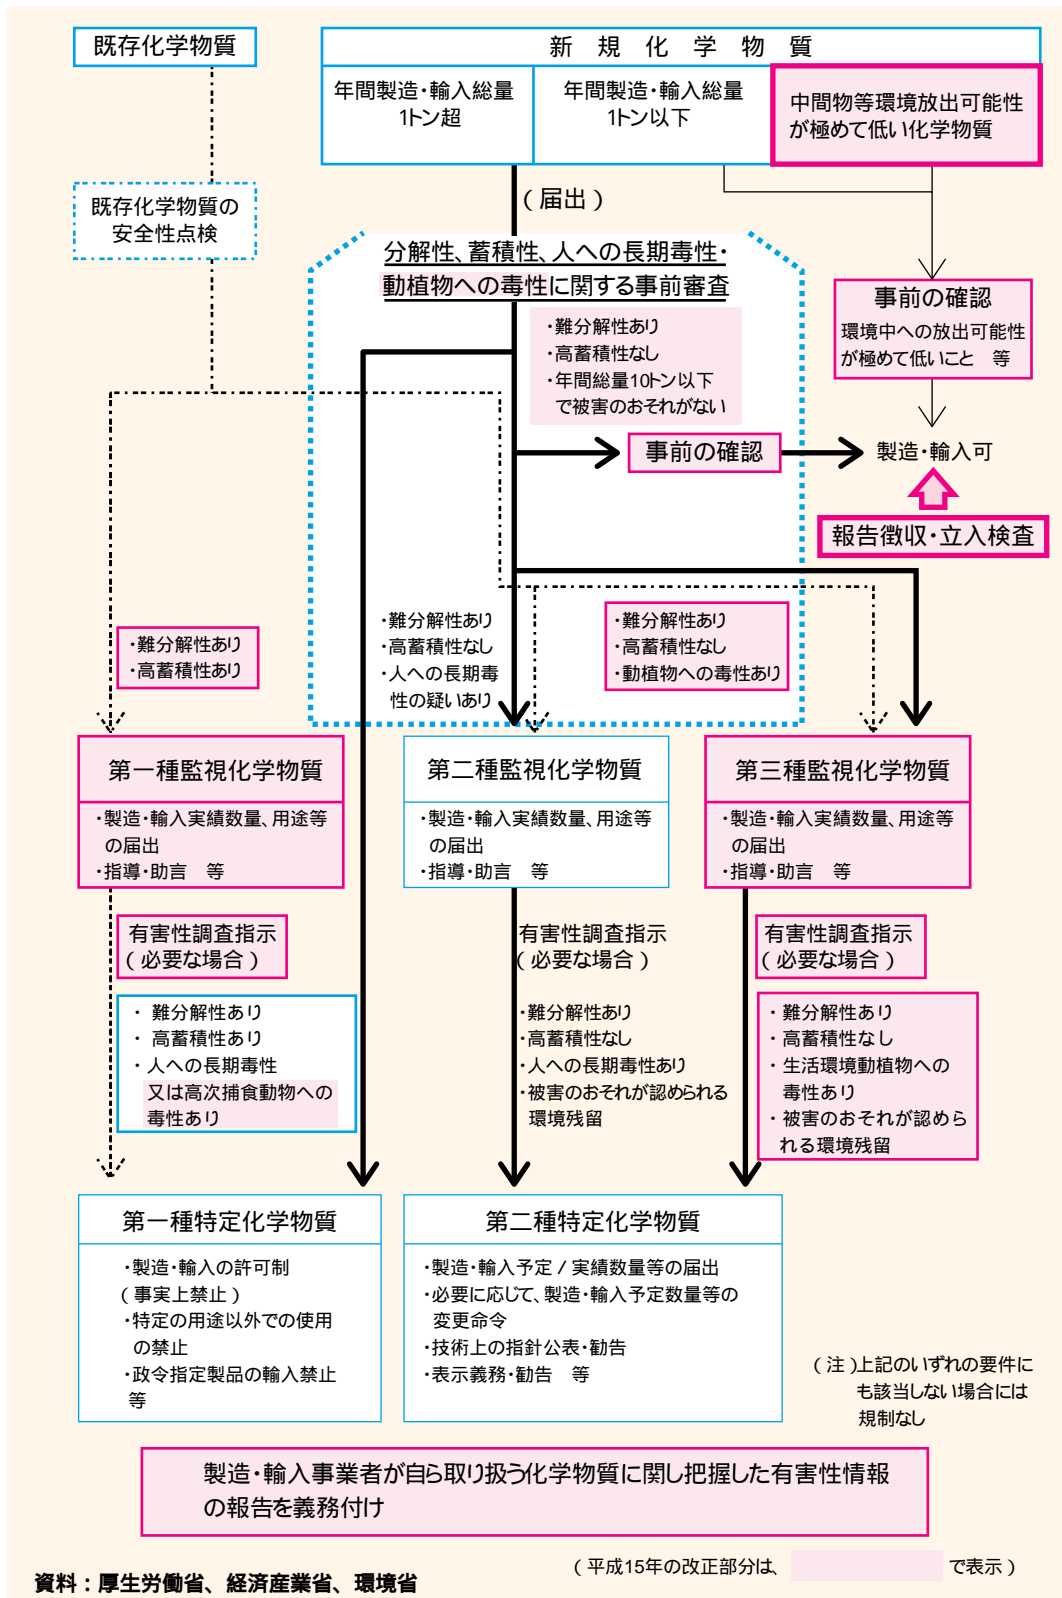 既存化学物質
新規化学物質
年間製造・輸入総量
1トン超
年間製造・輸入総量
1トン以下
中間物等環境放出可能性
が極めて低い化学物質
(届出)
既存化学物質の
安全性点検
分解性、蓄積性、人への長期毒性・
動植物への毒性に関する事前審査
事前の確認
環境中への放出可能性
が極めて低いこと 等
・難分解性あり
・高蓄積性なし
・年間総量10トン以下
で被害のおそれがない
事前の確認
製造・輸入可
報告徴収・立入検査
・難分解性あり
・高蓄積性あり
・難分解性あり
・高蓄積性なし
・人への長期毒
性の疑いあり
・難分解性あり
・高蓄積性なし
・動植物への毒性あり
第一種監視化学物質
・製造・輸入実績数量、用途等
の届出
・指導・助言 等
第二種監視化学物質
・製造・輸入実績数量、用途等
の届出
・指導・助言 等
第三種監視化学物質
・製造・輸入実績数量、用途等
の届出
・指導・助言 等
有害性調査指示
(必要な場合)
有害性調査指示
(必要な場合)
有害性調査指示
(必要な場合)
・難分解性あり
・高蓄積性あり
・人への長期毒性
又は高次捕食動物への
毒性あり
・難分解性あり
・高蓄積性なし
・人への長期毒性あり
・被害のおそれが認められる
環境残留
・難分解性あり
・高蓄積性なし
・生活環境動植物への
毒性あり
・被害のおそれが認めら
れる環境残留
第一種特定化学物質
・製造・輸入の許可制
(事実上禁止)
・特定の用途以外での使用
の禁止
・政令指定製品の輸入禁止
等
第二種特定化学物質
・製造・輸入予定/実績数量等の届出
・必要に応じて、製造・輸入予定数量等の
変更命令
・技術上の指針公表・勧告
・表示義務・勧告 等
(注)上記のいずれの要件に
も該当しない場合には
規制なし
製造・輸入事業者が自ら取り扱う化学物質に関し把握した有害性情報
の報告を義務付け
(平成15年の改正部分は、 で表示)
資料:厚生労働省、経済産業省、環境省